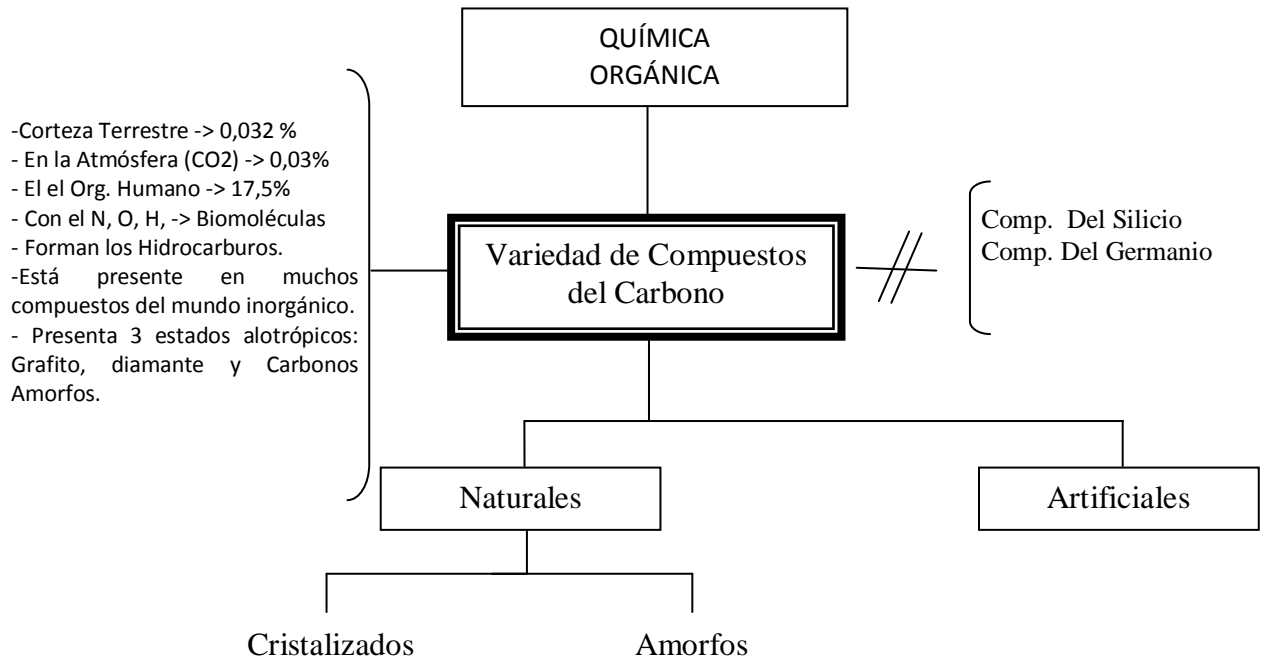 QUÍMICA
ORGÁNICA
-Corteza Terrestre -> 0,032 %
- En la Atmósfera (CO2) -> 0,03%
- El el Org. Humano -> 17,5%
- Con el N, O, H, -> Biomoléculas
- Forman los Hidrocarburos.
-Está presente en muchos
compuestos del mundo inorgánico.
- Presenta 3 estados alotrópicos:
Grafito, diamante y Carbonos
Amorfos.
Variedad de Compuestos
del Carbono
Comp. Del Silicio
Comp. Del Germanio
Naturales
Artificiales
Cristalizados
Amorfos